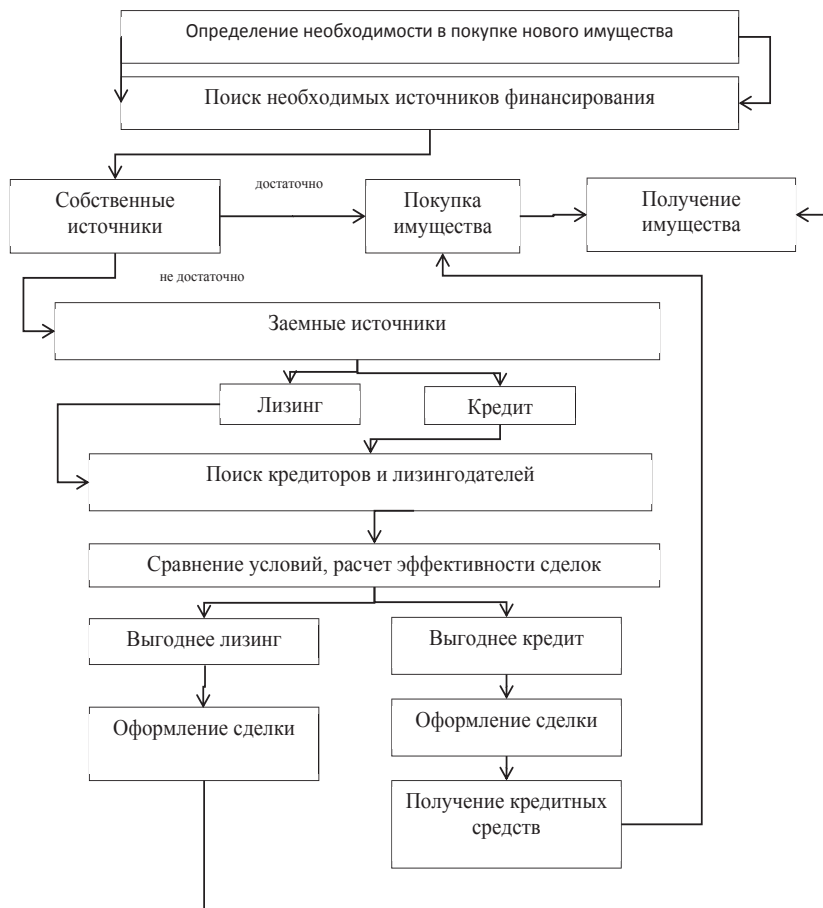 Определение необходимости в покупке нового имущества
Поиск необходимых источников финансирования
Собственные
источники
достаточно
Покупка
имущества
Получение
имущества
не достаточно
Заемные источники
Лизинг
Кредит
Поиск кредиторов и лизингодателей
Сравнение условий, расчет эффективности сделок
Выгоднее лизинг
Выгоднее кредит
Оформление сделки
Оформление сделки
Получение кредитных
средств